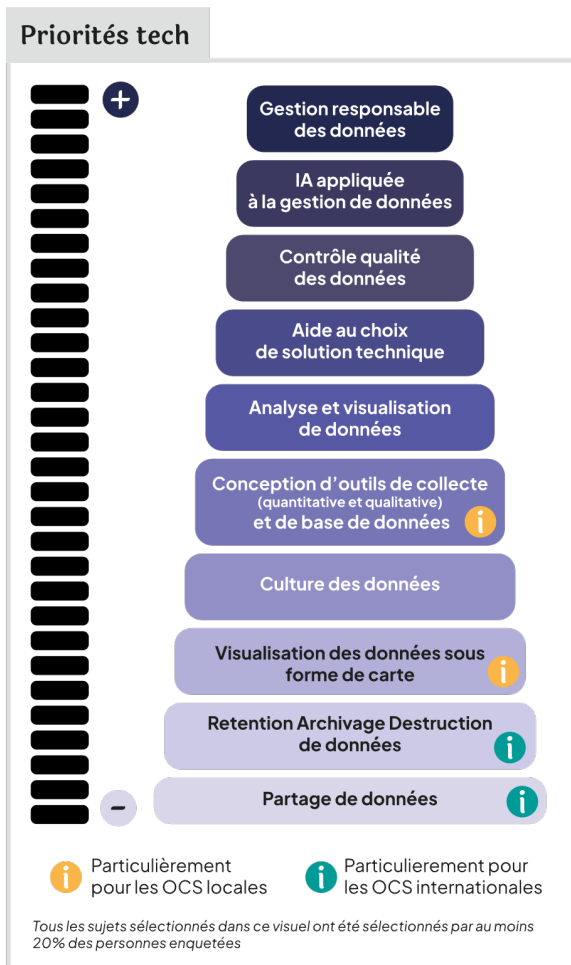 Priorités tech
+
Gestion responsable
des données
IA appliquée
à la gestion de données
Contrôle qualité
des données
Aide au choix
de solution technique
Analyse et visualisation
de données
Conception d'outils de collecte
(quantitative et qualitative)
et de base de données
i
Culture des données
Visualisation des données sous
forme de carte
i
Retention Archivage Destruction
de données
i
-
Partage de données
i
i
Particulièrement
pour les OCS locales
i
Particulierement pour
les OCS internationales
Tous les sujets sélectionnés dans ce visuel ont été sélectionnés par au moins
20% des personnes enquetées